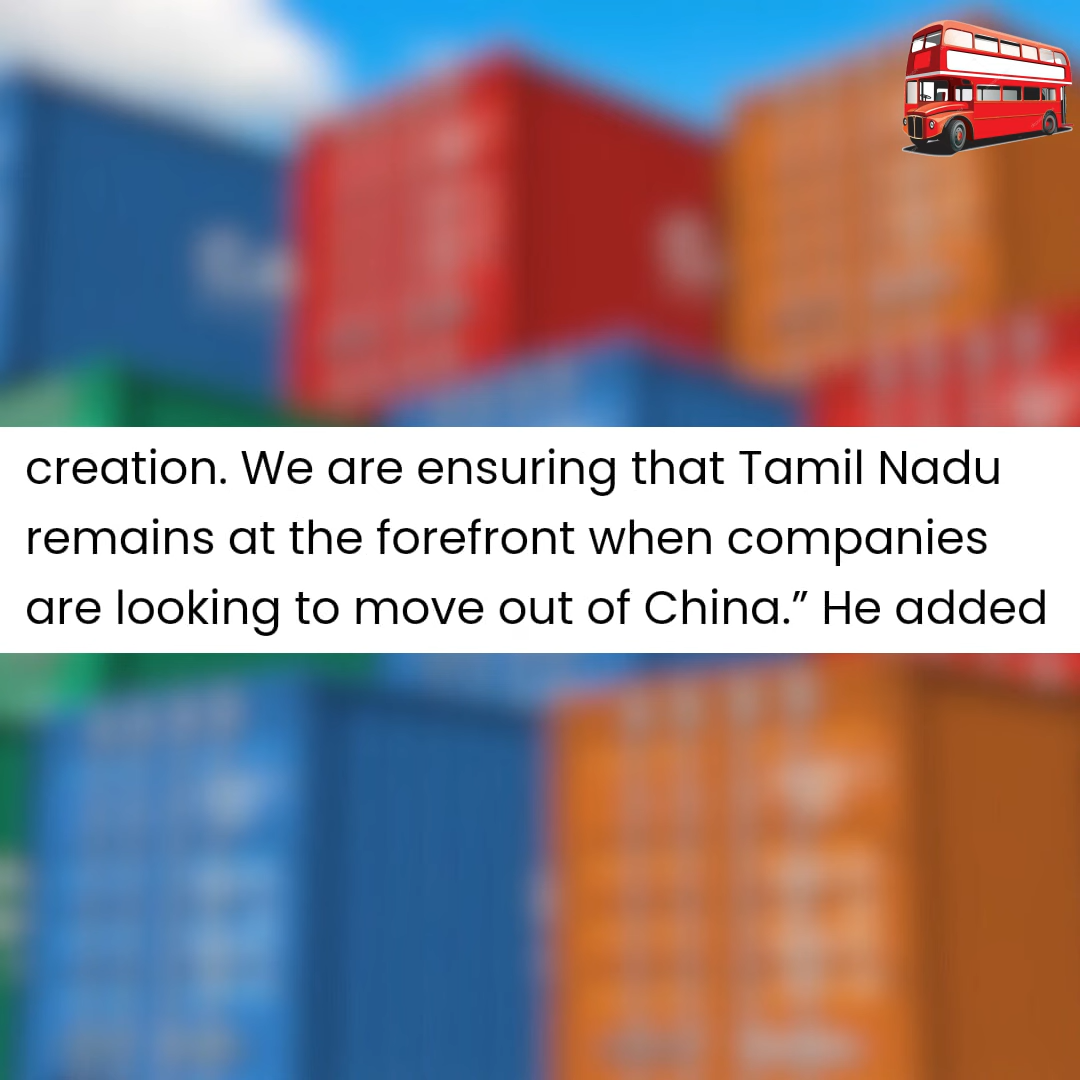 creation. We are ensuring that Tamil Nadu
remains at the forefront when companies
are looking to move out of China.” He added